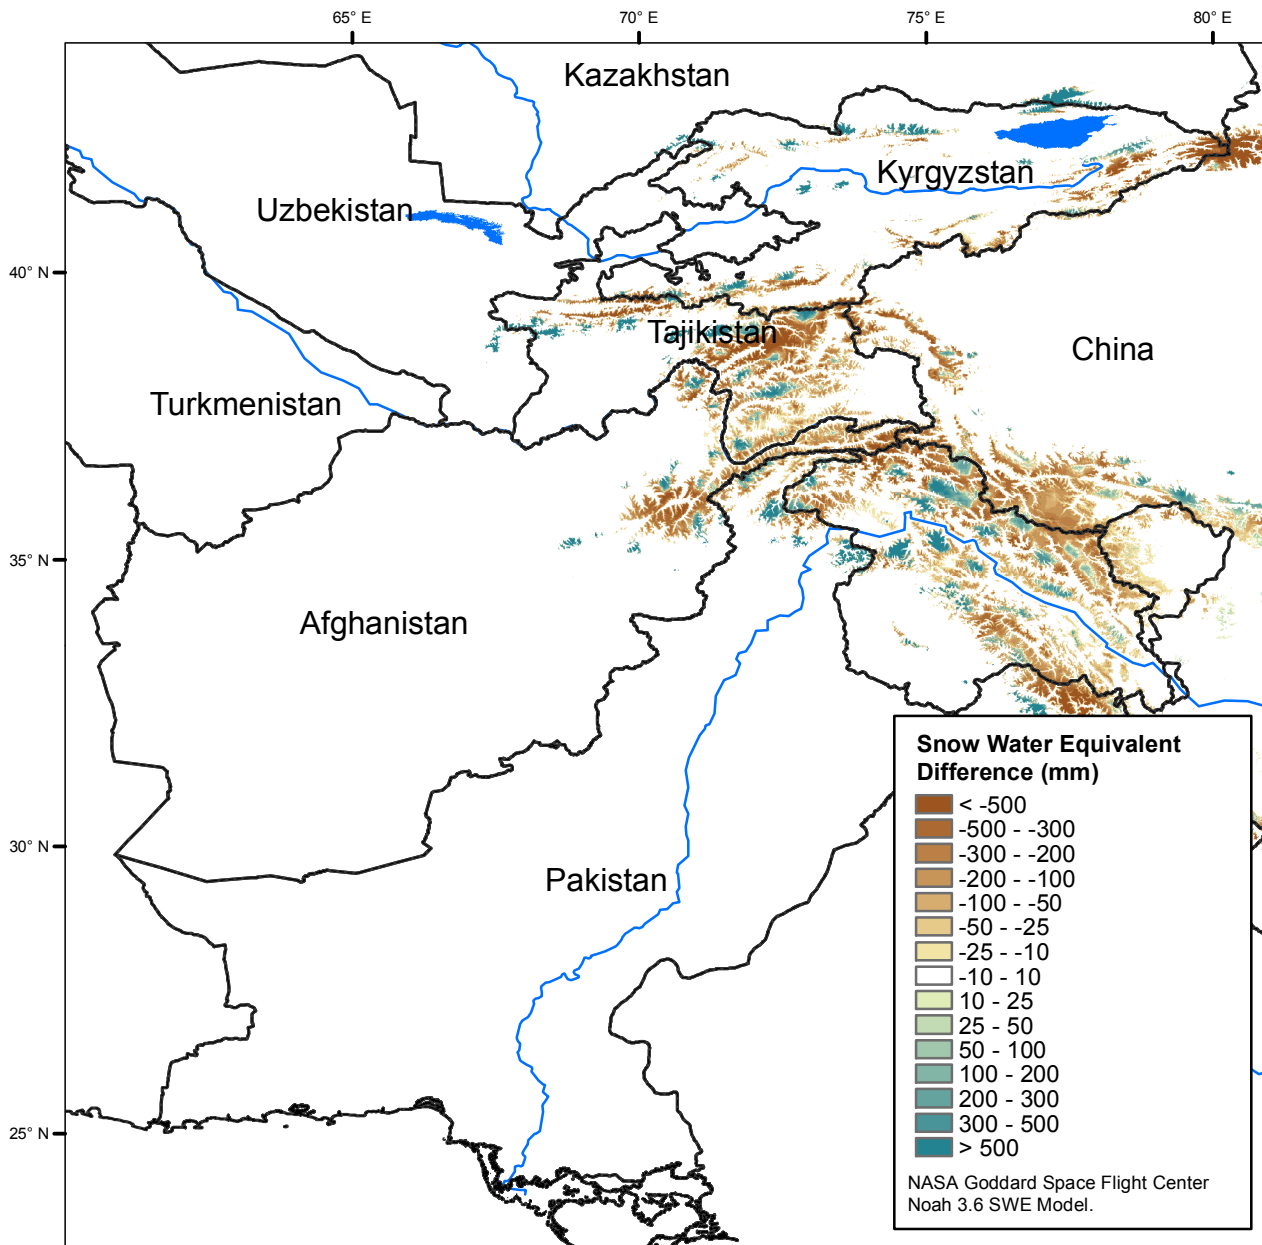 65° E
70° E
75° E
80° E
Kazakhstan
Kyrgyzstan
Uzbekistan
40° N
Tajikistan
China
Turkmenistan
35° N
Afghanistan
Snow Water Equivalent
Difference (mm)
< -500
-500 - -300
-300 - -200
-200 - -100
-100 - -50
-50 - -25
-25 - -10
-10 - 10
10 - 25
25 - 50
50 - 100
100 - 200
200 - 300
300 - 500
> 500
30° N
Pakistan
25° N
NASA Goddard Space Flight Center
Noah 3.6 SWE Model.